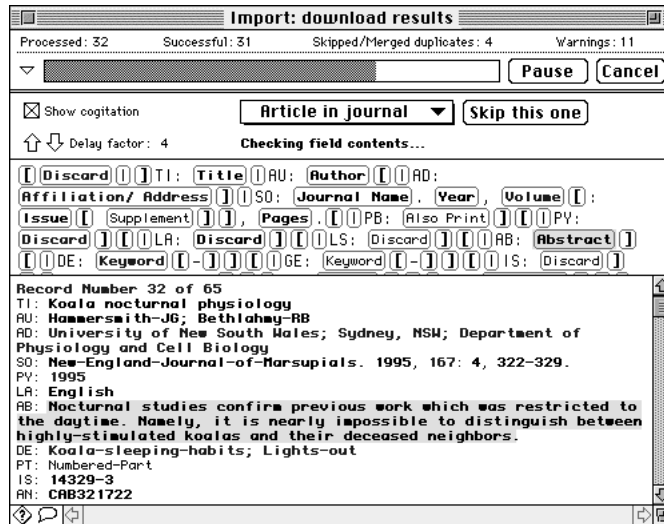 Import: download results
Processed: 32 Successful: 31 Skipped/Merged duplicates: 4 Warnings: 11
Pause Cancel
Show cogitation Article in journal Skip this one
Delay factor: 4 Checking field contents...
[ Discard | ] TI: Title | AU: Author [ | AD:
Affiliation/ Address ] | SO: Journal Name . Year , Volume [ :
Issue [ Supplement ] ] , Pages . [ | PB: Also Print ] [ | PY:
Discard ] [ | LA: Discard ] [ | LS: Discard ] [ | AB: Abstract ]
[ | DE: Keyword [ - ] ] [ | GE: Keyword [ - ] ] [ | IS: Discard ]
Record Number 32 of 65
TI: Koala nocturnal physiology
AU: Hammersmith-JG; Bethlahmy-RB
AD: University of New South Wales; Sydney, NSW; Department of
Physiology and Cell Biology
SO: New-England-Journal-of-Marsupials. 1995, 167: 4, 322-329.
PY: 1995
LA: English
AB: Nocturnal studies confirm previous work which was restricted to
the daytime. Namely, it is nearly impossible to distinguish between
highly-stimulated koalas and their deceased neighbors.
DE: Koala-sleeping-habits; Lights-out
PT: Numbered-Part
IS: 14329-3
AN: CAB321722